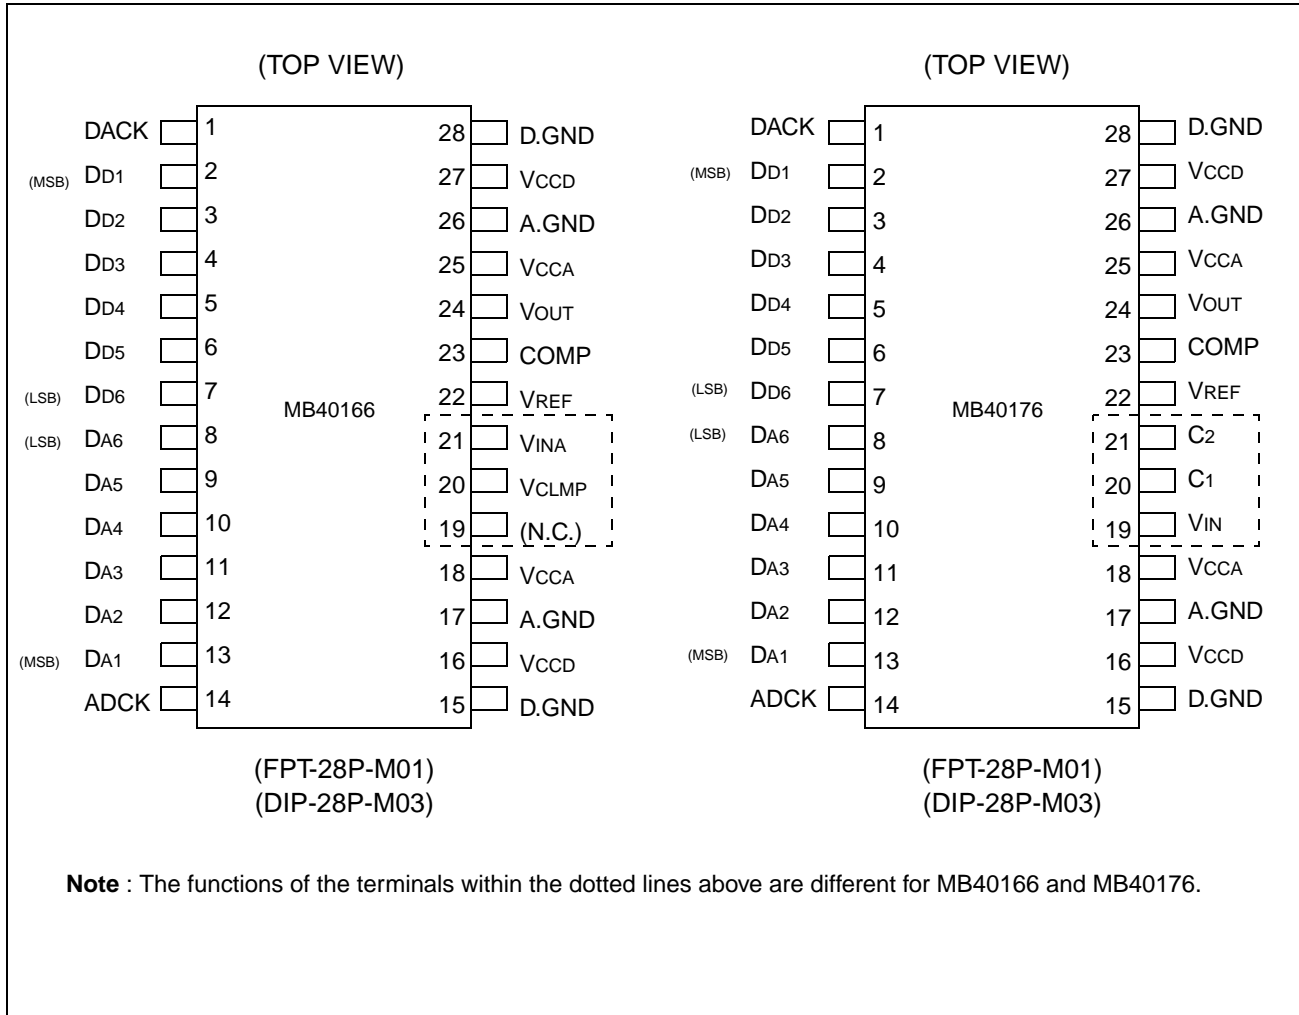 (TOP VIEW)
DACK 1 28 D.GND
(MSB) DD1 2 27 VCCD
DD2 3 26 A.GND
DD3 4 25 VCCA
DD4 5 24 VOUT
DD5 6 23 COMP
(LSB) DD6 7 22 VREF
MB40166
(LSB) DA6 8 21 VINA
DA5 9 20 VCLMP
DA4 10 19 (N.C.)
DA3 11 18 VCCA
DA2 12 17 A.GND
(MSB) DA1 13 16 VCCD
ADCK 14 15 D.GND
(FPT-28P-M01)
(DIP-28P-M03)
(TOP VIEW)
DACK 1 28 D.GND
(MSB) DD1 2 27 VCCD
DD2 3 26 A.GND
DD3 4 25 VCCA
DD4 5 24 VOUT
DD5 6 23 COMP
(LSB) DD6 7 22 VREF
MB40176
(LSB) DA6 8 21 C2
DA5 9 20 C1
DA4 10 19 VIN
DA3 11 18 VCCA
DA2 12 17 A.GND
(MSB) DA1 13 16 VCCD
ADCK 14 15 D.GND
(FPT-28P-M01)
(DIP-28P-M03)
Note : The functions of the terminals within the dotted lines above are different for MB40166 and MB40176.